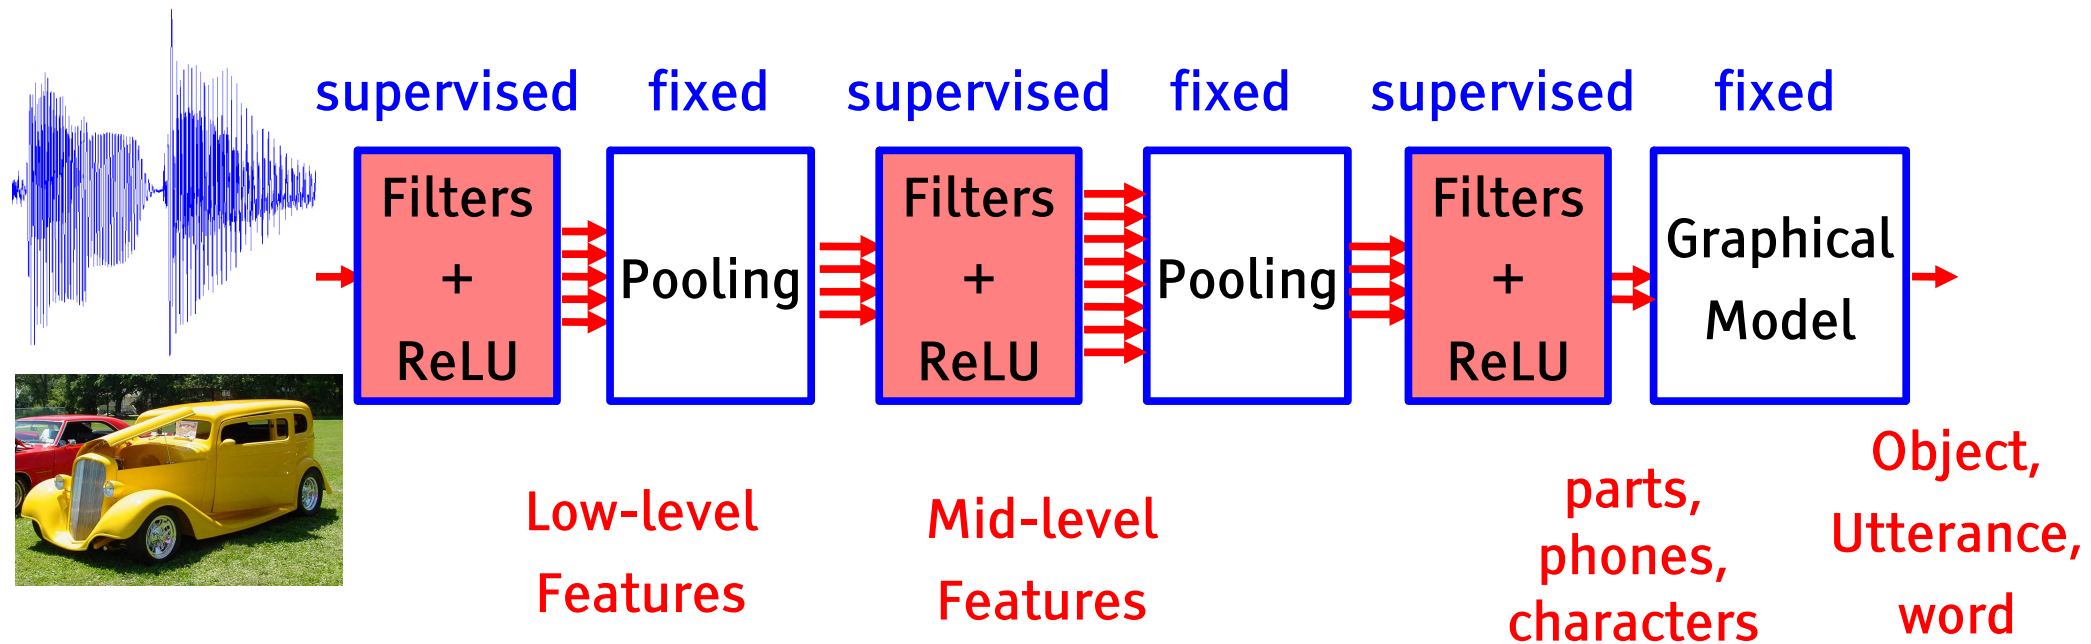 supervised fixed supervised fixed supervised fixed
Filters
+
ReLU
Pooling
Filters
+
ReLU
Pooling
Filters
+
ReLU
Graphical
Model
Low-level
Features
Mid-level
Features
parts,
phones,
characters
Object,
Utterance,
word